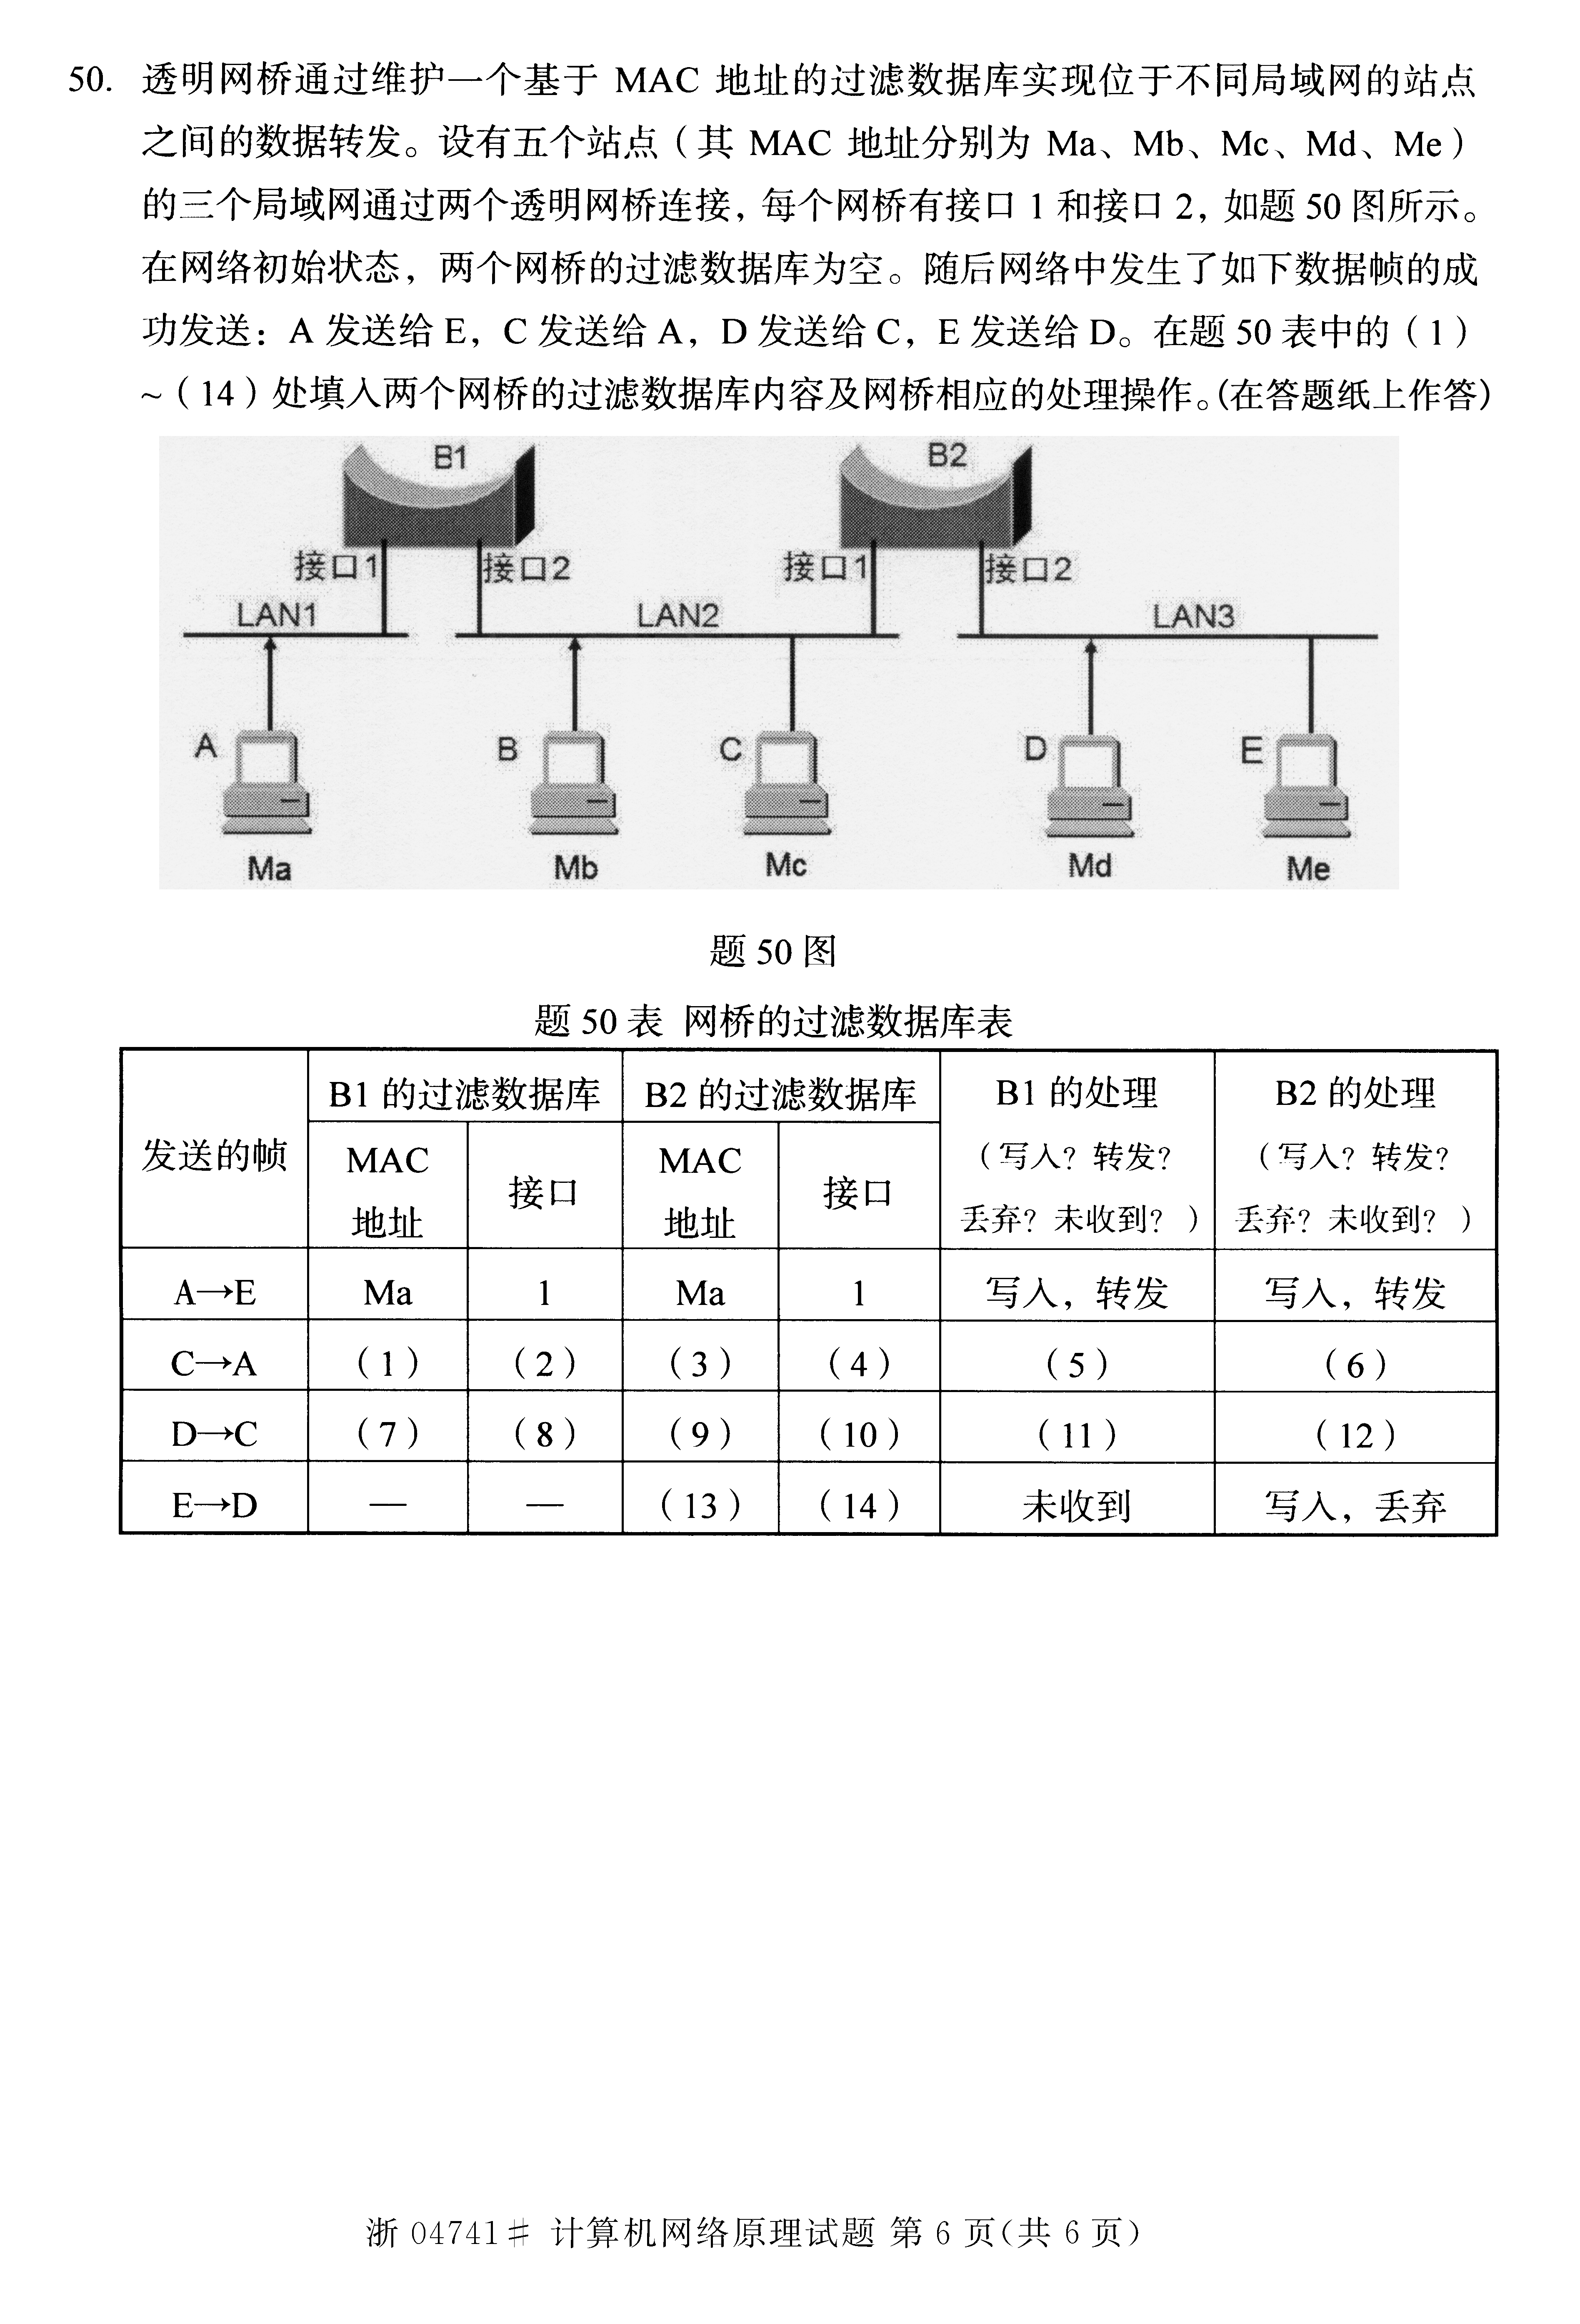 50. 透明网桥通过维护一个基于 MAC 地址的过滤数据库实现位于不同局域网的站点
之间的数据转发。设有五个站点（其 MAC 地址分别为 Ma、Mb、Mc、Md、Me）
的三个局域网通过两个透明网桥连接，每个网桥有接口 1 和接口 2，如题 50 图所示。
在网络初始状态，两个网桥的过滤数据库为空。随后网络中发生了如下数据帧的成
功发送：A 发送给 E，C 发送给 A，D 发送给 C，E 发送给 D。在题 50 表中的（1）
~（14）处填入两个网桥的过滤数据库内容及网桥相应的处理操作。(在答题纸上作答)
B1 B2
接口1 接口2 接口1 接口2
LAN1 LAN2 LAN3
A B C D E
Ma Mb Mc Md Me
题 50 图
题 50 表 网桥的过滤数据库表
发送的帧 B1 的过滤数据库 B2 的过滤数据库 B1 的处理 B2 的处理
MAC 接口 MAC 接口 （写入？转发？ （写入？转发？
地址 地址 丢弃？未收到？） 丢弃？未收到？）
A→E Ma 1 Ma 1 写入，转发 写入，转发
C→A （1） （2） （3） （4） （5） （6）
D→C （7） （8） （9） （10） （11） （12）
E→D — — （13） （14） 未收到 写入，丢弃
浙 04741# 计算机网络原理试题 第 6 页(共 6 页)